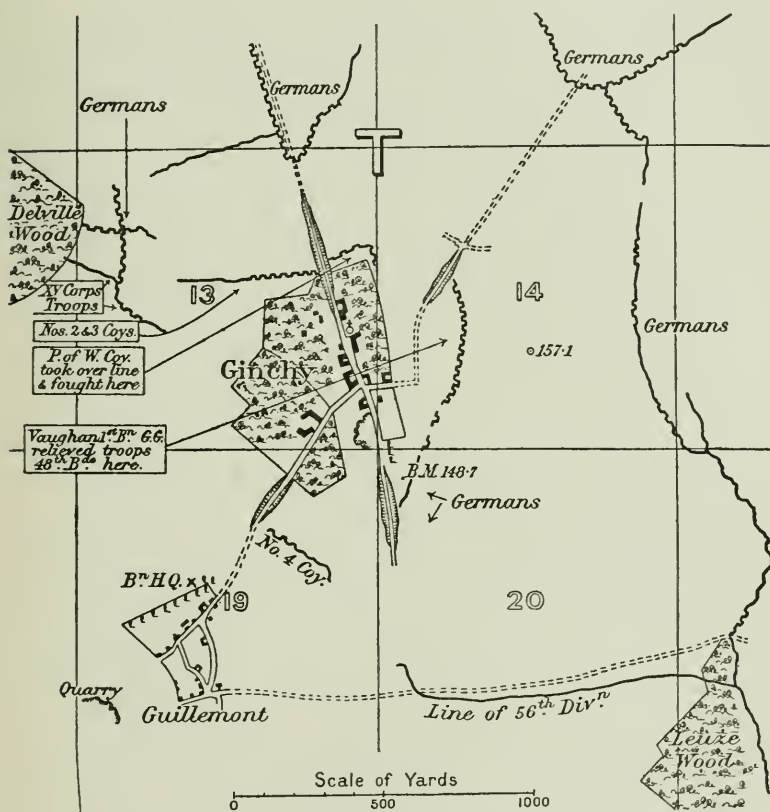 Germans
Germans
Germans
Delville
Wood
13
14
XV Corps
Troops
Nos. 2 & 3 Coys.
P. of W. Coy.
took over line
& fought here
Ginchy
157·1
Germans
Vaughan 1st. Bn G.G.
relieved troops
48th Bde here.
B.M. 148·7
Germans
No. 4 Coy.
Bn H.Q. x
19
20
Quarry
Guillemont
Line of 56th. Divn.
Leuze
Wood
Scale of Yards
0 500 1000